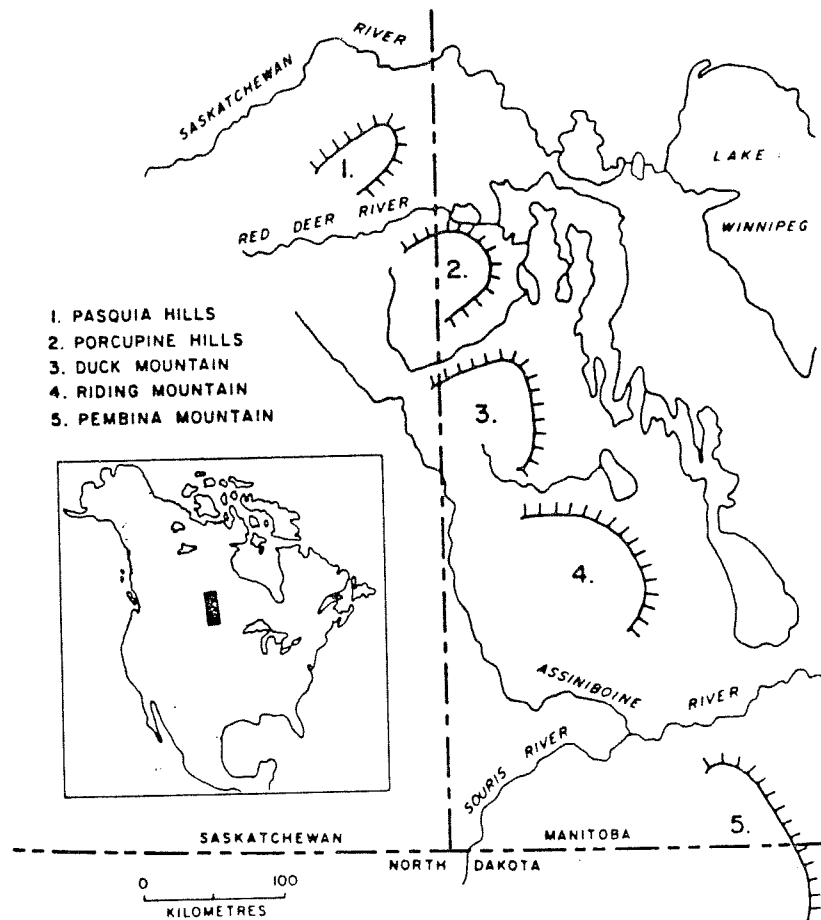 SASKATCHEWAN RIVER
1.
LAKE
WINNIPEG
RED DEER RIVER
2.
1. PASQUIA HILLS
2. PORCUPINE HILLS
3. DUCK MOUNTAIN
4. RIDING MOUNTAIN
5. PEMBINA MOUNTAIN
3.
4.
ASSINIBOINE RIVER
SOURIS RIVER
5.
SASKATCHEWAN
MANITOBA
NORTH DAKOTA
0 100
KILOMETRES